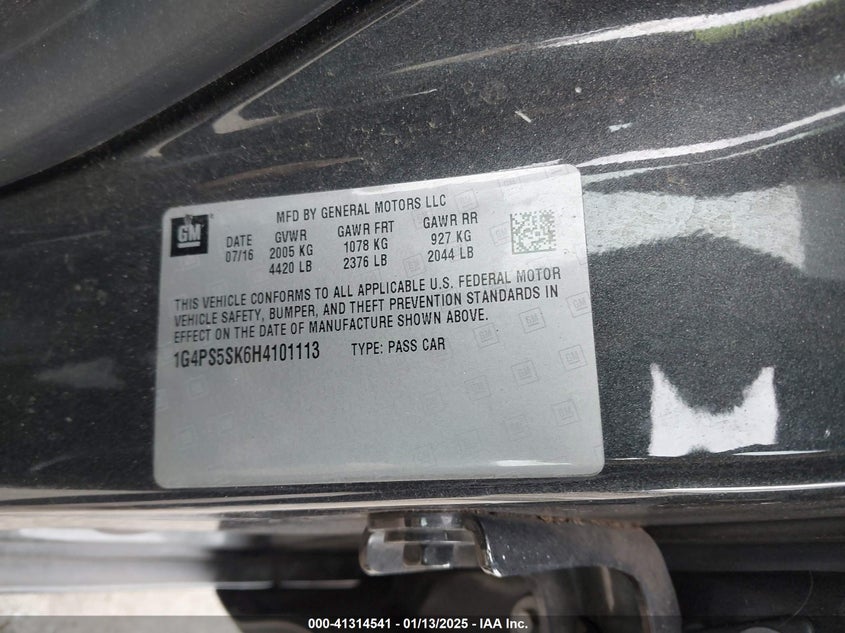 MFD BY GENERAL MOTORS LLC
GM
DATE GVWR GAWR FRT GAWR RR
07/16 2005 KG 1078 KG 927 KG
4420 LB 2376 LB 2044 LB
THIS VEHICLE CONFORMS TO ALL APPLICABLE U.S. FEDERAL MOTOR
VEHICLE SAFETY, BUMPER, AND THEFT PREVENTION STANDARDS IN
EFFECT ON THE DATE OF MANUFACTURE SHOWN ABOVE.
1G4PS5SK6H4101113 TYPE: PASS CAR
000-41314541 - 01/13/2025 - IAA Inc.